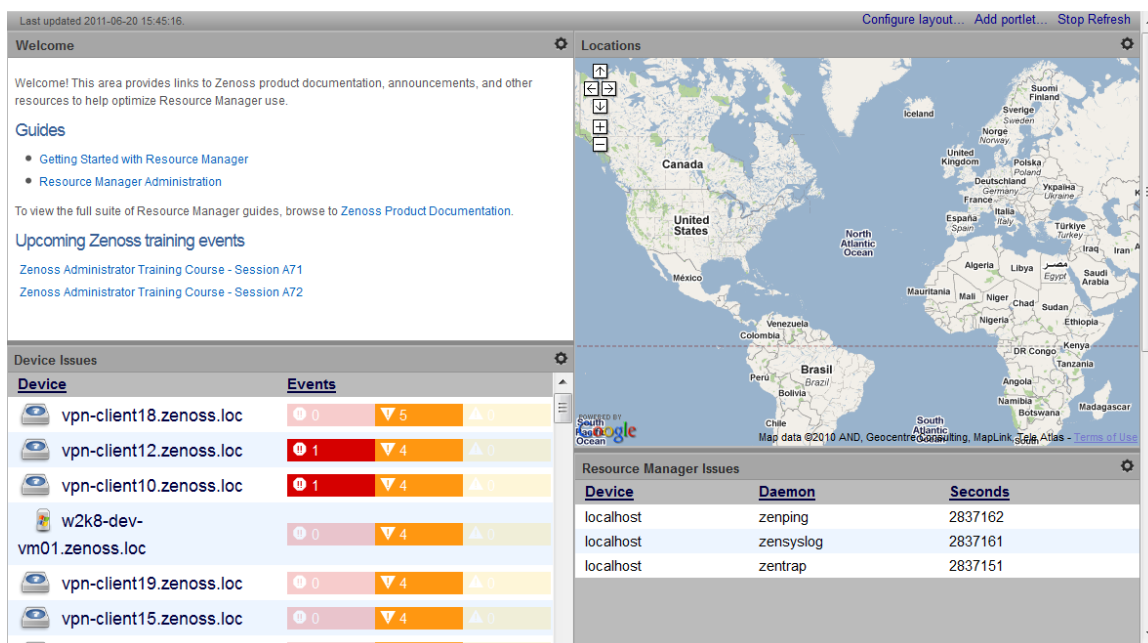 Last updated 2011-06-20 15:45:16.
Configure layout... Add portlet... Stop Refresh
Welcome
Welcome! This area provides links to Zenoss product documentation, announcements, and other
resources to help optimize Resource Manager use.
Guides
Getting Started with Resource Manager
Resource Manager Administration
To view the full suite of Resource Manager guides, browse to Zenoss Product Documentation.
Upcoming Zenoss training events
Zenoss Administrator Training Course - Session A71
Zenoss Administrator Training Course - Session A72
Locations
Suomi
Finland
Iceland
Sverige
Sweden
Norge
Norway
Canada
United
Kingdom
Polska
Poland
Deutschland
Germany
Україна
Ukraine
France
United
States
España
Spain
Italia
Italy
Türkiye
Turkey
North
Atlantic
Ocean
Iraq
Iran
Algeria
Libya
مصر
Egypt
Saudi
Arabia
México
Mauritania
Mali
Niger
Chad
Sudan
Venezuela
Nigeria
Ethiopia
Colombia
Kenya
DR Congo
Tanzania
Perú
Brasil
Brazil
Angola
Bolivia
Namibia
Botswana
Madagascar
Chile
South
Atlantic
Ocean
POWERED BY
Google
South
Ocean
South
Map data ©2010 AND, Geocentre Consulting, MapLink, Tele Atlas - Terms of Use
Device Issues
Device Events
vpn-client18.zenoss.loc 0 5 0
vpn-client12.zenoss.loc 1 4 0
vpn-client10.zenoss.loc 1 4 0
w2k8-dev-
vm01.zenoss.loc 0 4 0
vpn-client19.zenoss.loc 0 4 0
vpn-client15.zenoss.loc 0 4 0
Resource Manager Issues
Device Daemon Seconds
localhost zenping 2837162
localhost zensyslog 2837161
localhost zentrap 2837151